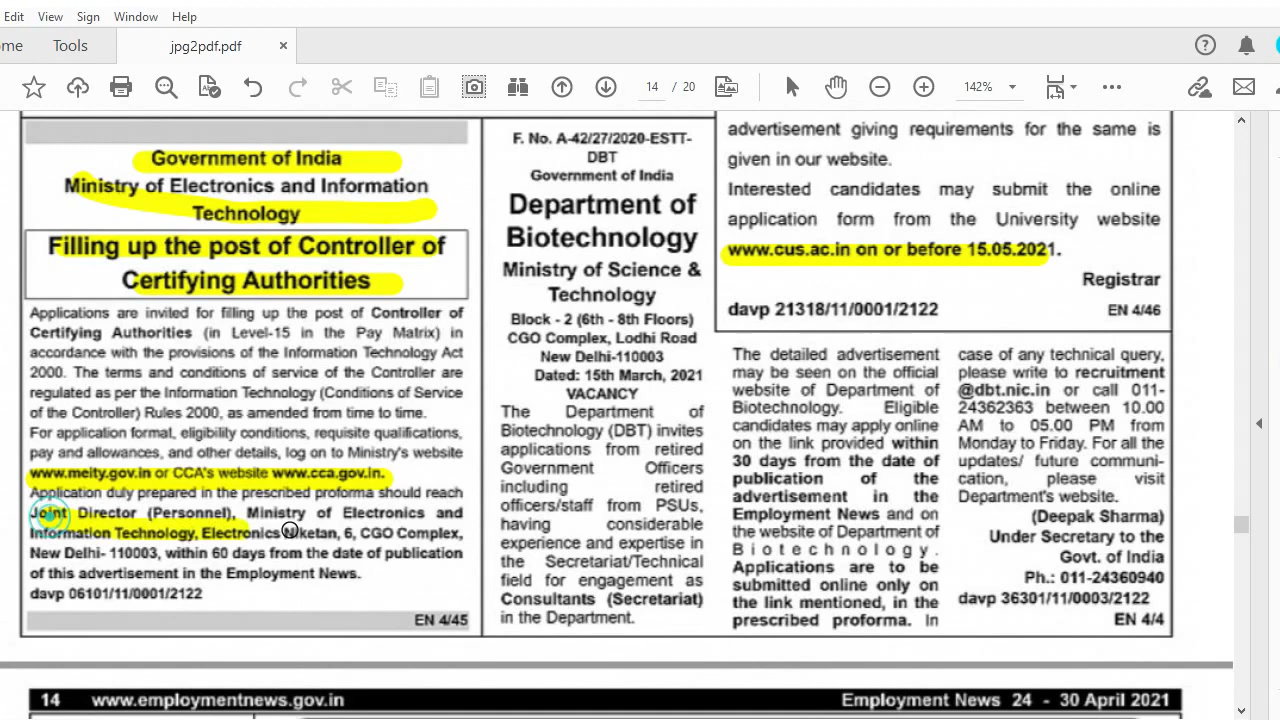 Edit View Sign Window Help
ome Tools jpg2pdf.pdf ×
14 / 20 142%
Government of India
Ministry of Electronics and Information
Technology
Filling up the post of Controller of
Certifying Authorities
Applications are invited for filling up the post of Controller of
Certifying Authorities (in Level-15 in the Pay Matrix) in
accordance with the provisions of the Information Technology Act
2000. The terms and conditions of service of the Controller are
regulated as per the Information Technology (Conditions of Service
of the Controller) Rules 2000, as amended from time to time.
For application format, eligibility conditions, requisite qualifications,
pay and allowances, and other details, log on to Ministry's website
www.meity.gov.in or CCA's website www.cca.gov.in.
Application duly prepared in the prescribed proforma should reach
Joint Director (Personnel), Ministry of Electronics and
Information Technology, Electronics Niketan, 6, CGO Complex,
New Delhi- 110003, within 60 days from the date of publication
of this advertisement in the Employment News.
davp 06101/11/0001/2122
EN 4/45
F. No. A-42/27/2020-ESTT-
DBT
Government of India
Department of
Biotechnology
Ministry of Science &
Technology
Block - 2 (6th - 8th Floors)
CGO Complex, Lodhi Road
New Delhi-110003
Dated: 15th March, 2021
VACANCY
The Department of
Biotechnology (DBT) invites
applications from retired
Government Officers
including retired
officers/staff from PSUs,
having considerable
experience and expertise in
the Secretariat/Technical
field for engagement as
Consultants (Secretariat)
in the Department.
advertisement giving requirements for the same is
given in our website.
Interested candidates may submit the online
application form from the University website
www.cus.ac.in on or before 15.05.2021.
Registrar
davp 21318/11/0001/2122 EN 4/46
The detailed advertisement
may be seen on the official
website of Department of
Biotechnology. Eligible
candidates may apply online
on the link provided within
30 days from the date of
publication of the
advertisement in the
Employment News and on
the website of Department of
Biotechnology.
Applications are to be
submitted online only on
the link mentioned, in the
prescribed proforma. In
case of any technical query,
please write to recruitment
@dbt.nic.in or call 011-
24362363 between 10.00
AM to 05.00 PM from
Monday to Friday. For all the
updates/ future communi-
cation, please visit
Department's website.
(Deepak Sharma)
Under Secretary to the
Govt. of India
Ph.: 011-24360940
davp 36301/11/0003/2122
EN 4/4
14 www.employmentnews.gov.in Employment News 24 - 30 April 2021